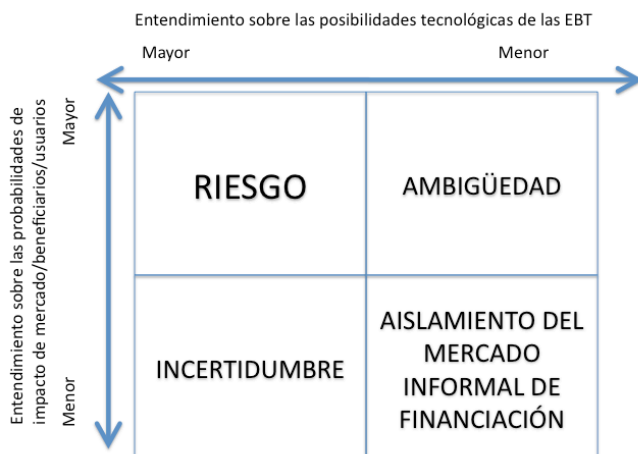 Entendimiento sobre las posibilidades tecnológicas de las EBT
Mayor
Menor
Entendimiento sobre las probabilidades de
impacto de mercado/beneficiarios/usuarios
Mayor
Menor
RIESGO
AMBIGÜEDAD
INCERTIDUMBRE
AISLAMIENTO DEL
MERCADO
INFORMAL DE
FINANCIACIÓN